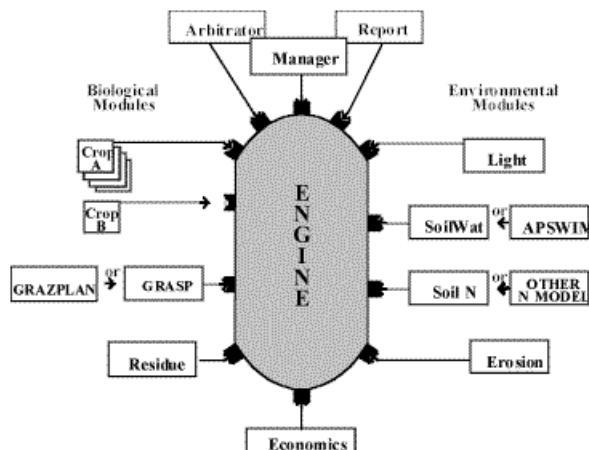 Arbitrator
Report
Manager
Biological
Modules
Environmental
Modules
Crop
A
Light
Crop
B
ENGINE
SoilWat
or
APSWIM
GRAZPLAN
or
GRASP
Soil N
or
OTHER
N MODEL
Residue
Erosion
Economics